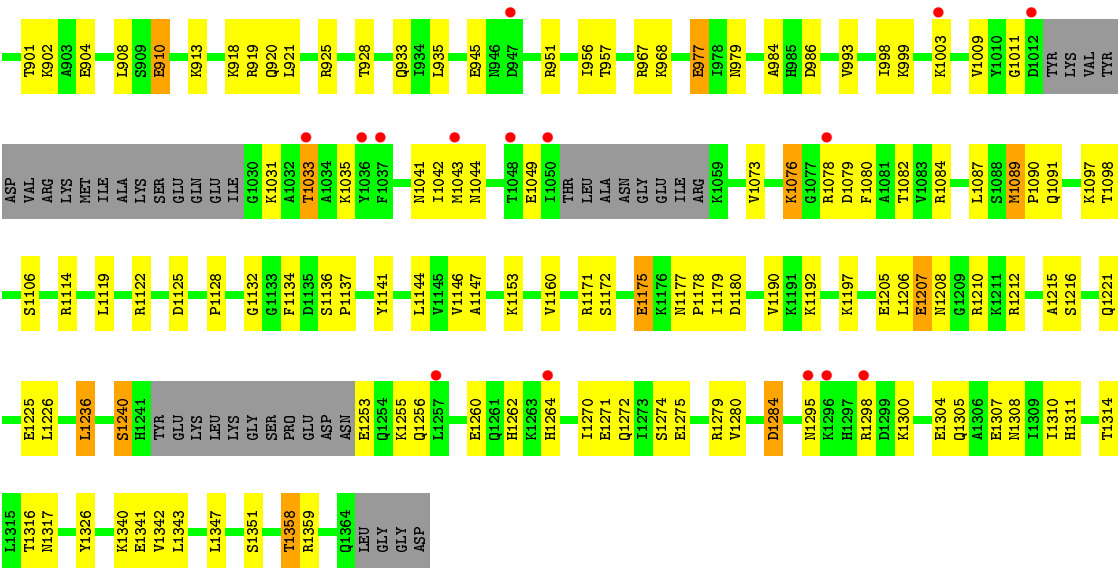 T901 K902 A903 E904 L908 S909 E910 K913 K918 R919 Q920 L921 R925 T928 Q933 I934 L935 E945 N946 D947 R951 I956 T957 R967 K968 E977 I978 N979 A984 H985 D986 V993 I998 K999 K1003 V1009 Y1010 G1011 D1012 TYR LYS VAL TYR
ASP VAL ARG LYS MET ILE ALA LYS SER GLU GLN GLU ILE G1030 K1031 A1032 T1033 A1034 K1035 Y1036 F1037 N1041 I1042 M1043 N1044 T1048 E1049 I1050 THR LEU ALA ASN GLY GLU ILE ARG K1059 V1073 K1076 G1077 R1078 D1079 F1080 A1081 T1082 V1083 R1084 L1087 S1088 M1089 P1090 Q1091 K1097 T1098
S1106 R1114 L1119 R1122 D1125 P1128 G1132 G1133 F1134 D1135 S1136 P1137 Y1141 L1144 V1145 V1146 A1147 K1153 V1160 R1171 S1172 E1175 K1176 N1177 P1178 I1179 D1180 V1190 K1191 K1192 K1197 E1205 L1206 E1207 N1208 G1209 R1210 K1211 R1212 A1215 S1216 Q1221
E1225 L1226 L1236 S1240 H1241 TYR GLU LYS LEU LYS GLY SER PRO GLU ASP ASN E1253 Q1254 K1255 Q1256 L1257 E1260 Q1261 H1262 K1263 H1264 I1270 E1271 Q1272 I1273 S1274 E1275 R1279 V1280 D1284 N1295 K1296 H1297 R1298 D1299 K1300 E1304 Q1305 A1306 E1307 N1308 I1309 I1310 H1311 T1314
L1315 T1316 N1317 Y1326 K1340 E1341 V1342 L1343 L1347 S1351 T1358 R1359 Q1364 LEU GLY GLY ASP